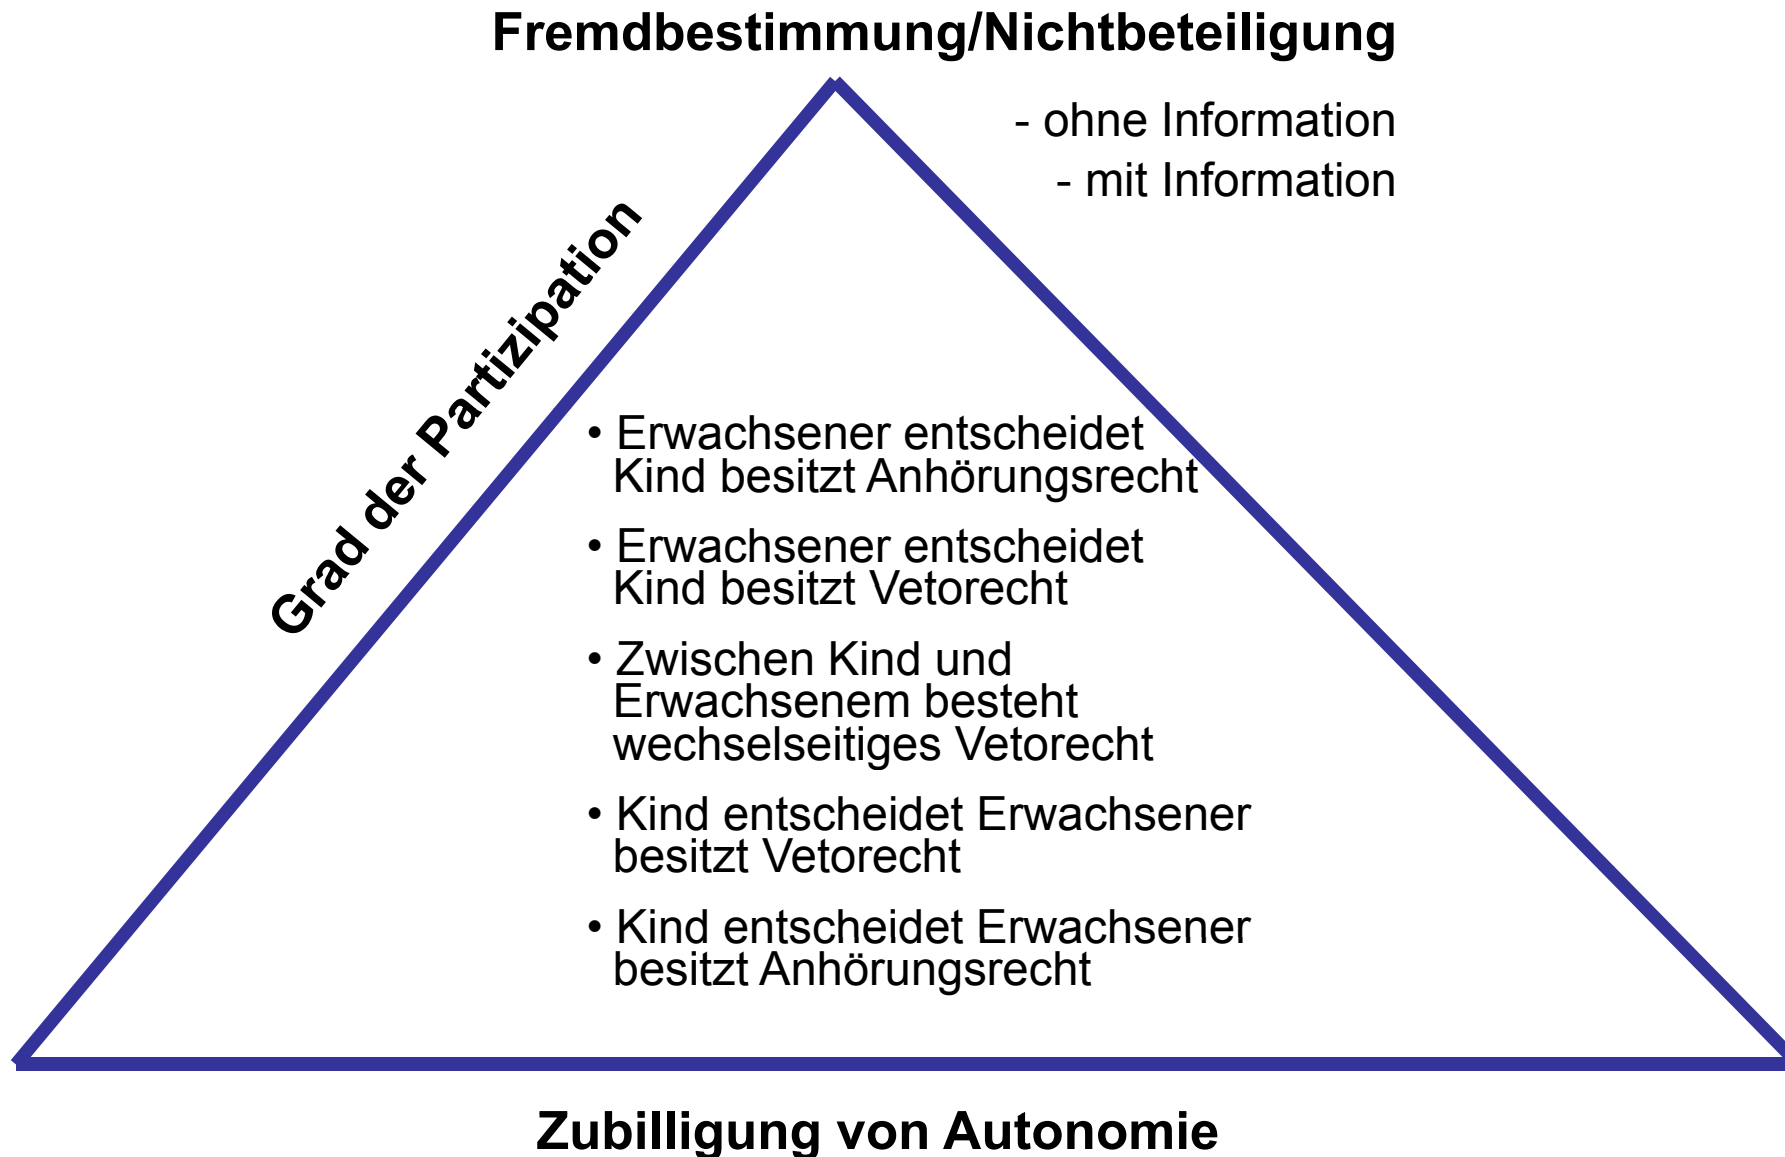 Fremdbestimmung/Nichtbeteiligung
- ohne Information
- mit Information
Grad der Partizipation
• Erwachsener entscheidet
Kind besitzt Anhörungsrecht
• Erwachsener entscheidet
Kind besitzt Vetorecht
• Zwischen Kind und
Erwachsenem besteht
wechselseitiges Vetorecht
• Kind entscheidet Erwachsener
besitzt Vetorecht
• Kind entscheidet Erwachsener
besitzt Anhörungsrecht
Zubilligung von Autonomie